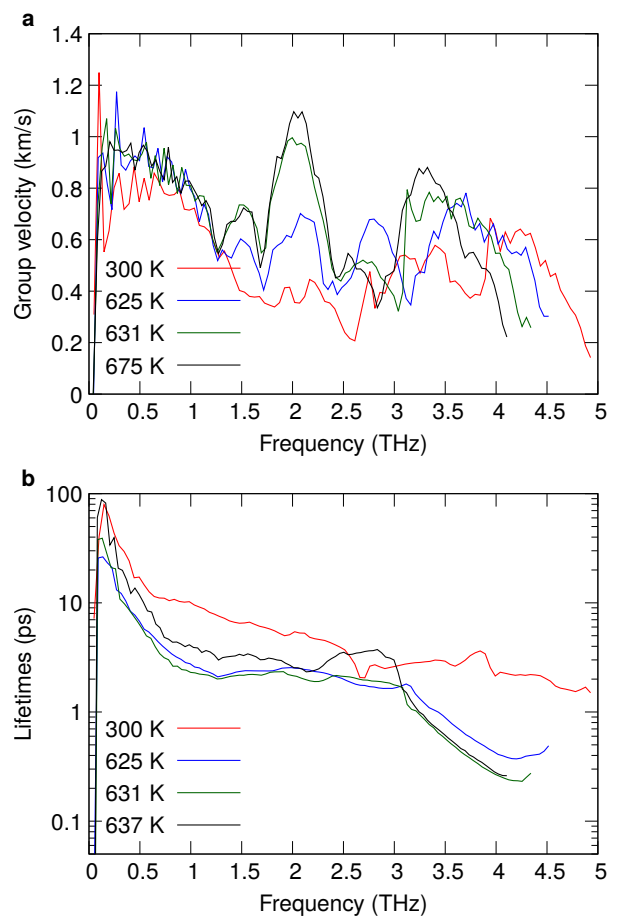 a
1.4
1.2
1
0.8
0.6
0.4
0.2
0
Group velocity (km/s)
300 K
625 K
631 K
675 K
0 0.5 1 1.5 2 2.5 3 3.5 4 4.5 5
Frequency (THz)
b
100
10
1
0.1
Lifetimes (ps)
300 K
625 K
631 K
637 K
0 0.5 1 1.5 2 2.5 3 3.5 4 4.5 5
Frequency (THz)